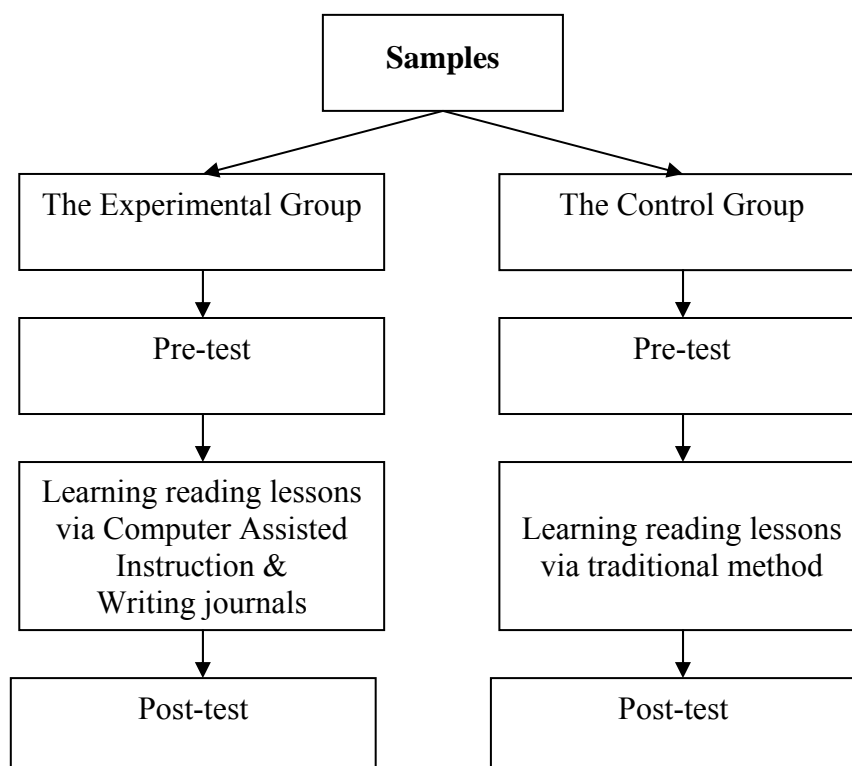 Samples
The Experimental Group
The Control Group
Pre-test
Pre-test
Learning reading lessons
via Computer Assisted
Instruction &
Writing journals
Learning reading lessons
via traditional method
Post-test
Post-test